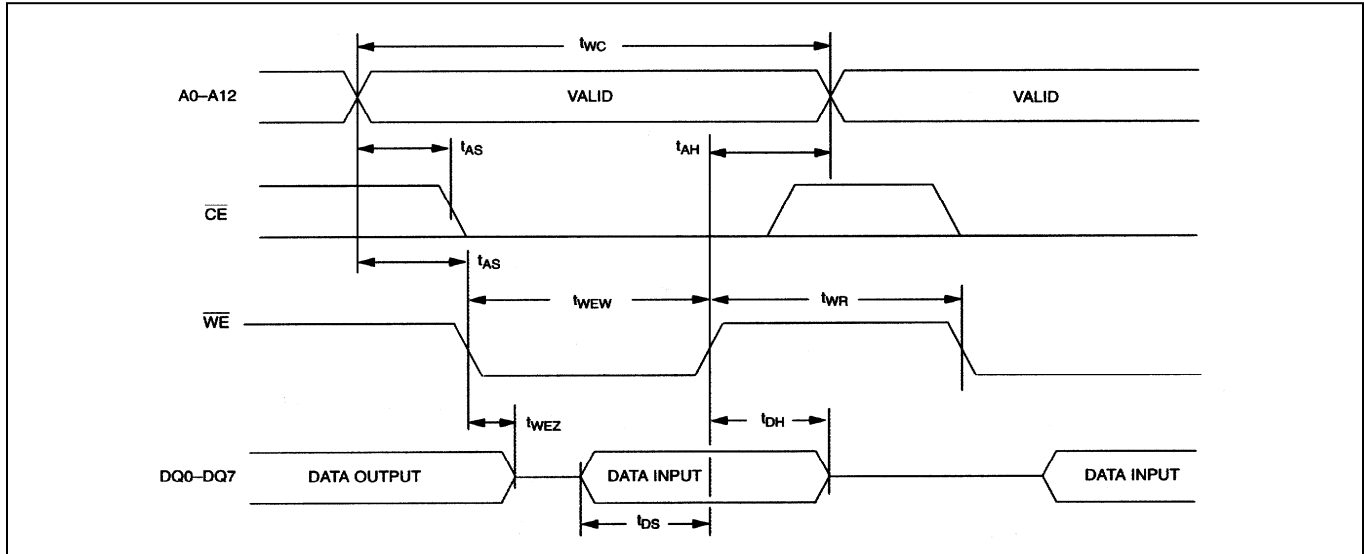 tWC
A0–A12 VALID VALID
tAS tAH
CE
tAS
tWEW tWR
WE
tWEZ tDH
DQ0–DQ7 DATA OUTPUT DATA INPUT DATA INPUT
tDS